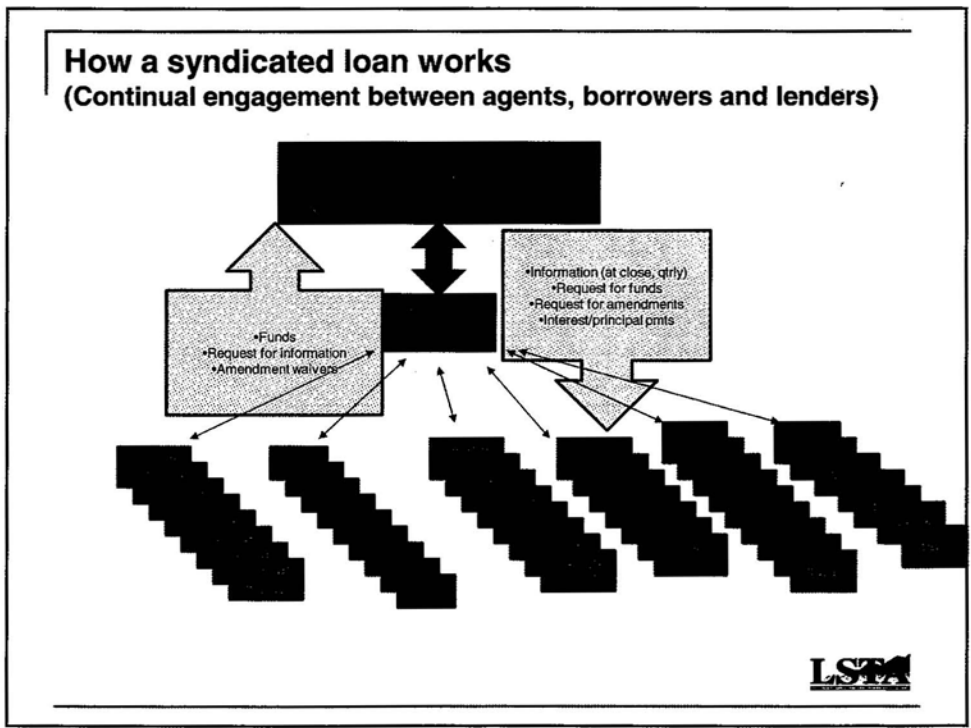 How a syndicated loan works
(Continual engagement between agents, borrowers and lenders)
•Information (at close, qtrly)
•Request for funds
•Request for amendments
•Interest/principal pmts
•Funds
•Request for information
•Amendment waivers
LSTA